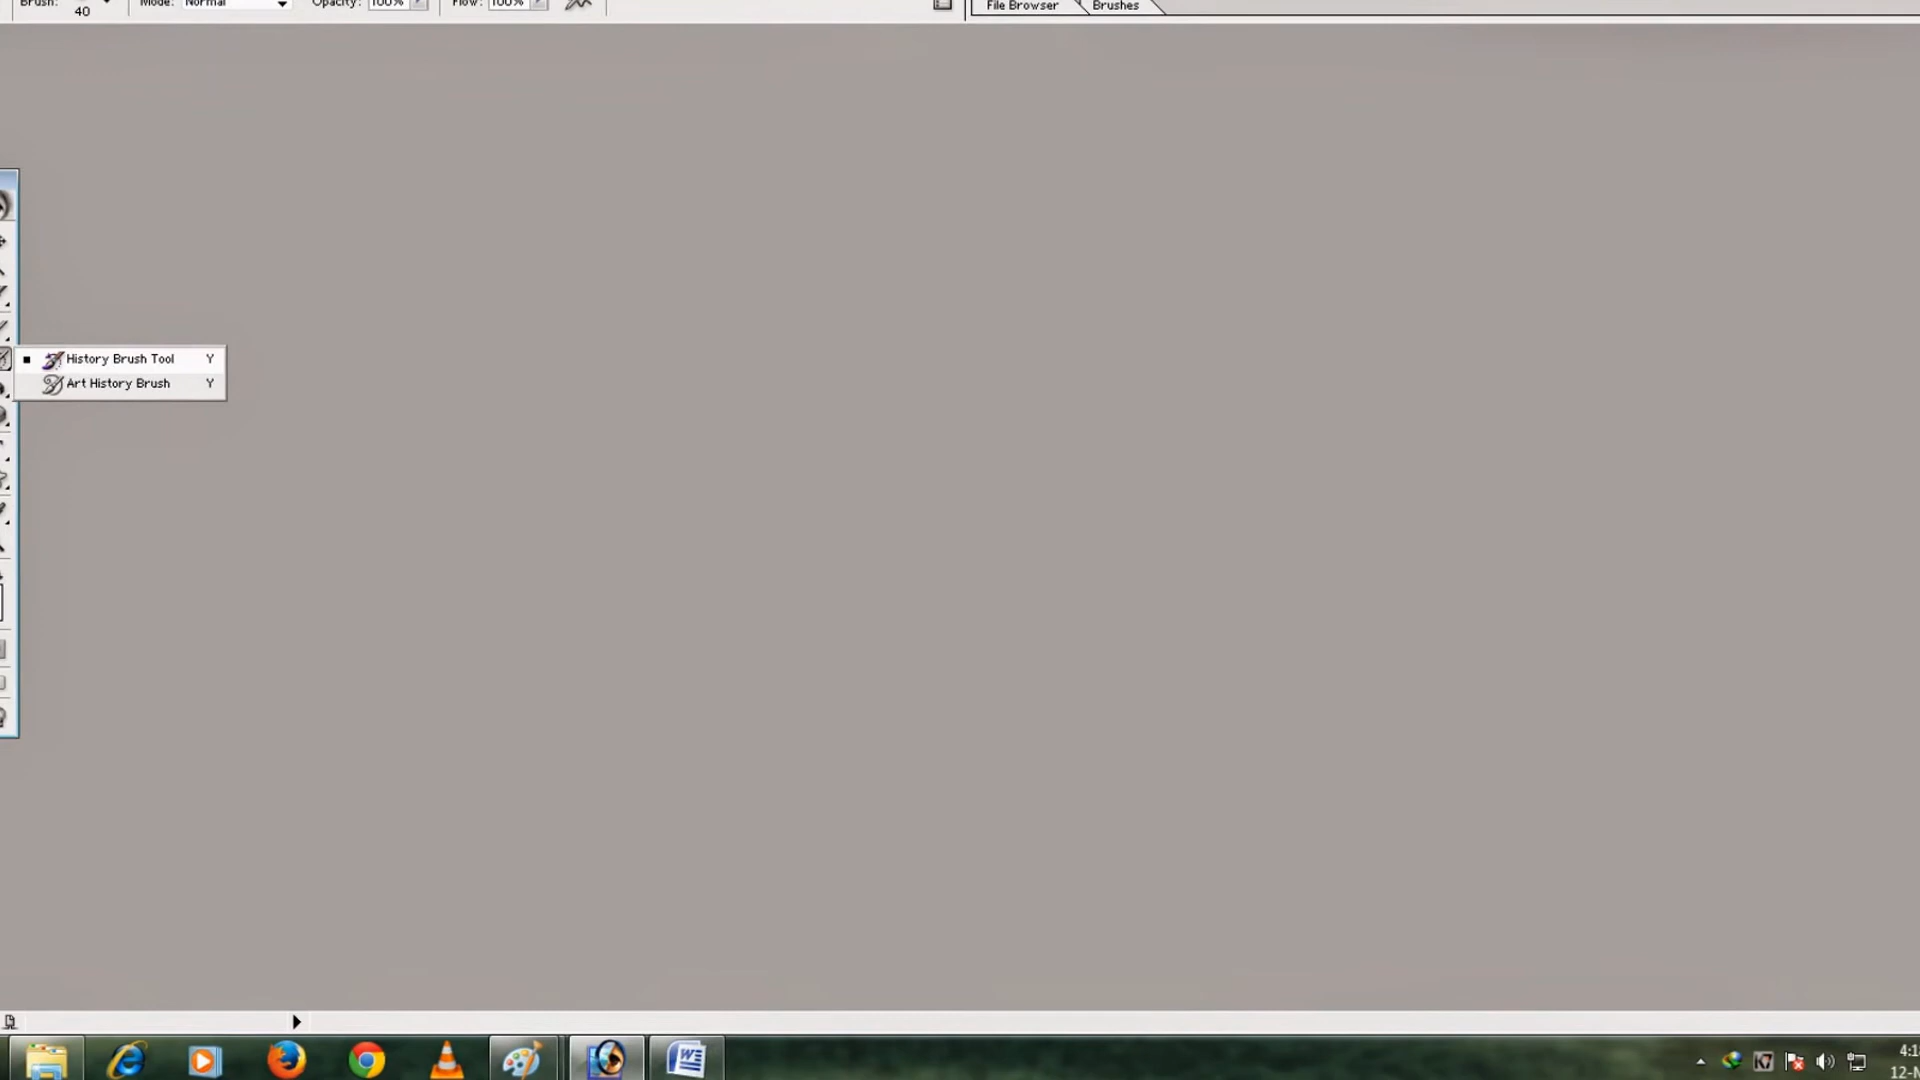 Brush: 40 Mode: Normal Opacity: 100% Flow: 100%
File Browser Brushes
History Brush Tool Y
Art History Brush Y